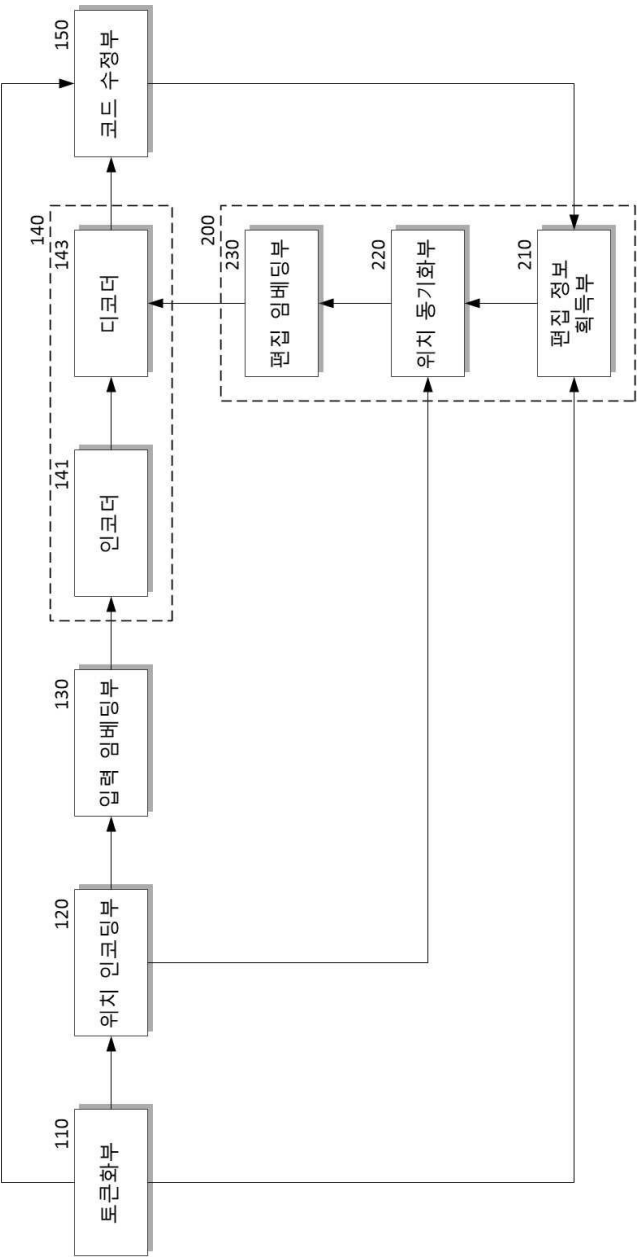 110
토큰화부
120
위치 인코딩부
130
입력 임베딩부
140
141
인코더
143
디코더
150
코드 수정부
200
230
편집 임베딩부
220
위치 동기화부
210
편집 정보
획득부